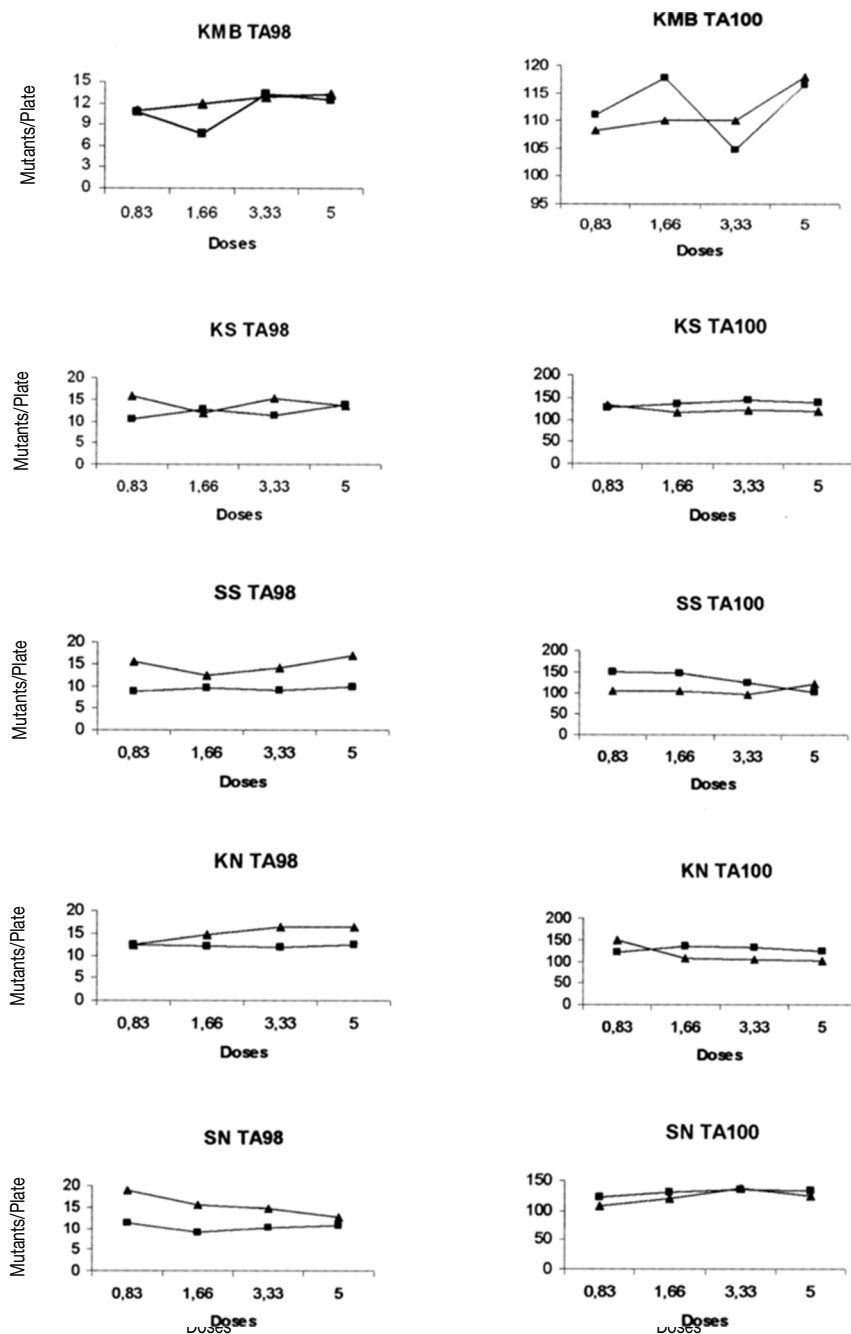 KMB TA98
Mutants/Plate
15
12
9
6
3
0
0,83 1,66 3,33 5
Doses
KMB TA100
120
115
110
105
100
95
0,83 1,66 3,33 5
Doses
KS TA98
Mutants/Plate
20
15
10
5
0
0,83 1,66 3,33 5
Doses
KS TA100
200
150
100
50
0
0,83 1,66 3,33 5
Doses
SS TA98
Mutants/Plate
20
15
10
5
0
0,83 1,66 3,33 5
Doses
SS TA100
200
150
100
50
0
0,83 1,66 3,33 5
Doses
KN TA98
Mutants/Plate
20
15
10
5
0
0,83 1,66 3,33 5
Doses
KN TA100
200
150
100
50
0
0,83 1,66 3,33 5
Doses
SN TA98
Mutants/Plate
20
15
10
5
0
0,83 1,66 3,33 5
Doses
Doses
SN TA100
150
100
50
0
0,83 1,66 3,33 5
Doses
Doses